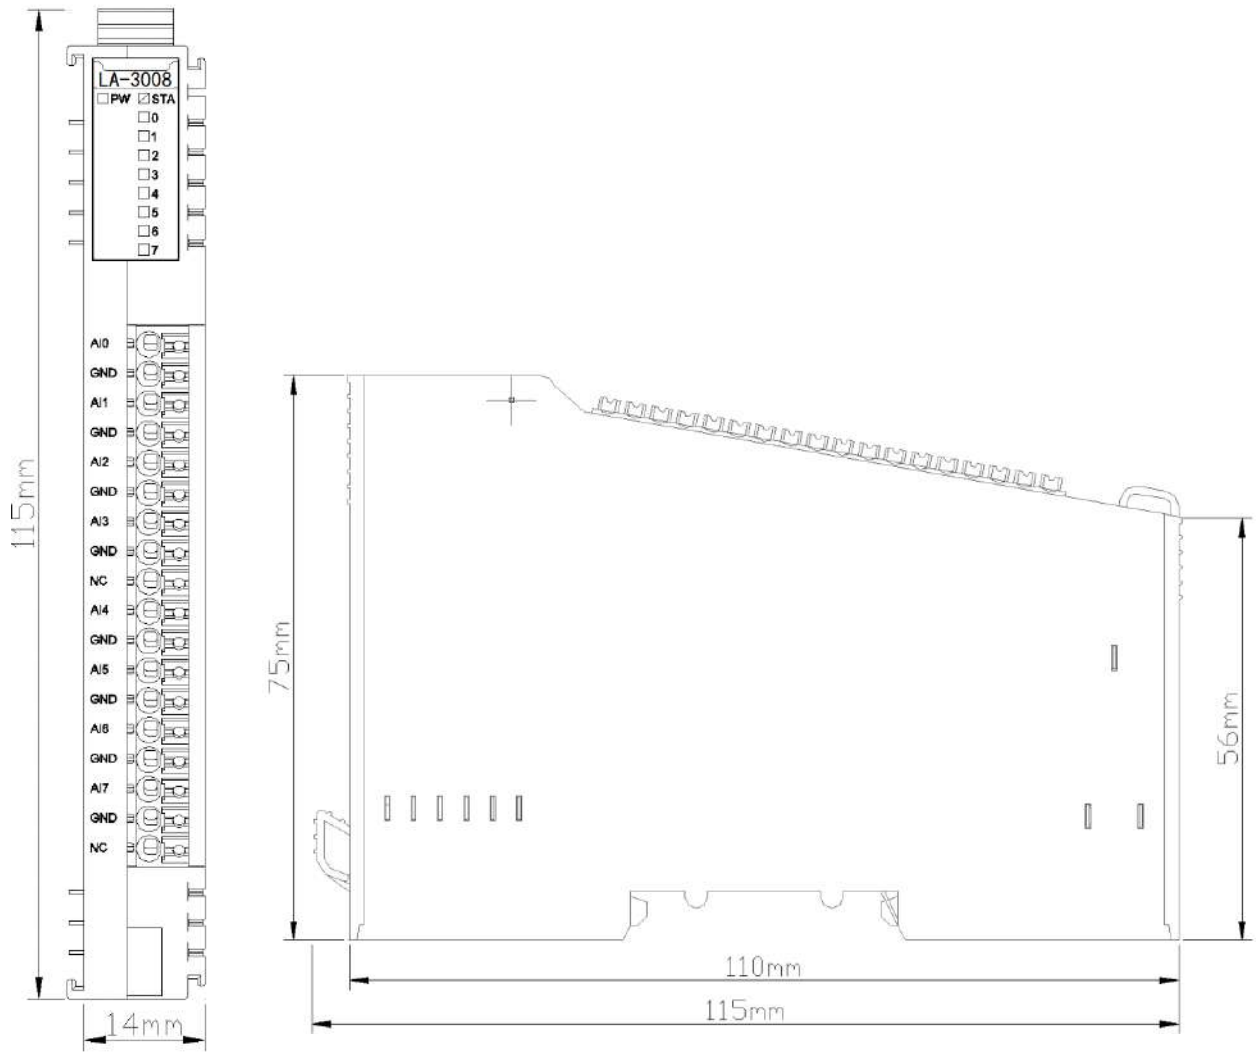 LA-3008
PW STA
0
1
2
3
4
5
6
7
AI0
GND
AI1
GND
AI2
GND
AI3
GND
NC
AI4
GND
AI5
GND
AI6
GND
AI7
GND
NC
115mm
14mm
75mm
56mm
110mm
115mm